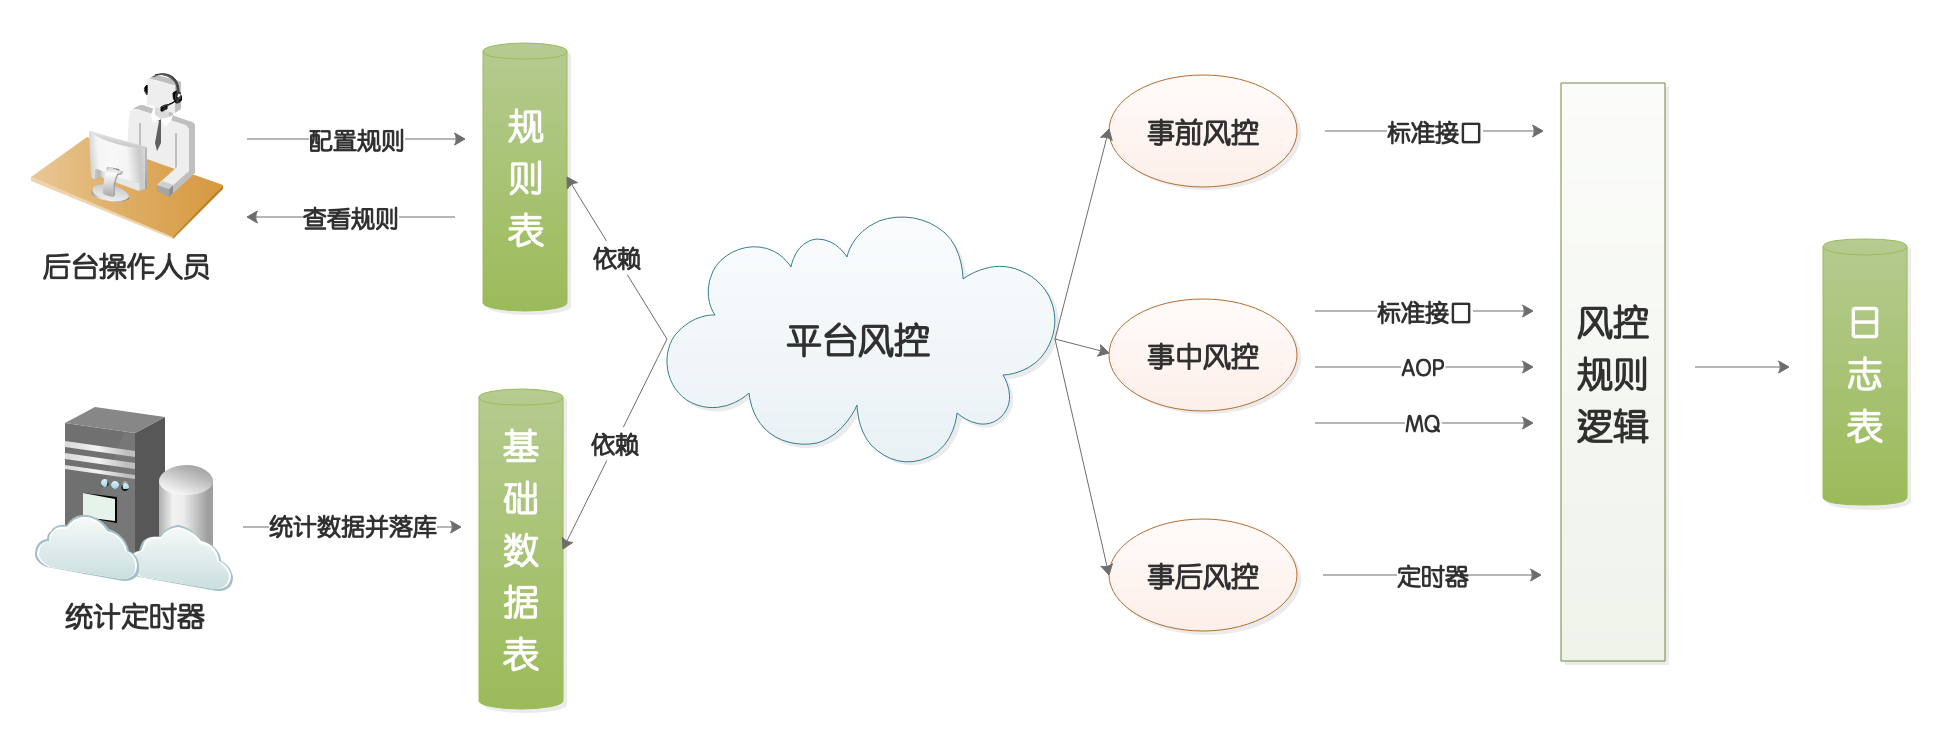 配置规则
查看规则
后台操作人员
规
则
表
统计数据并落库
统计定时器
基
础
数
据
表
依赖
依赖
平台风控
事前风控
标准接口
事中风控
标准接口
AOP
MQ
事后风控
定时器
风控
规则
逻辑
日
志
表